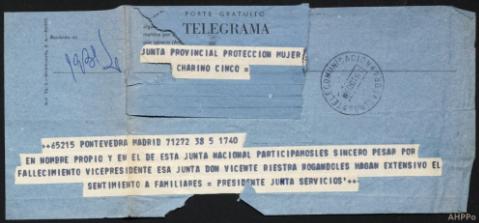 PORTE GRATUITO
TELEGRAMA
JUNTA PROVINCIAL PROTECCION MUJER
CHARINO CINCO =
TELECOMUNICACION
++65215 PONTEVEDRA MADRID 71272 38 5 1740
EN NOMBRE PROPIO Y EN EL DE ESTA JUNTA NACIONAL PARTICIPAMOSLES SINCERO PESAR POR
FALLECIMIENTO VICEPRESIDENTE ESA JUNTA DON VICENTE RIESTRA ROGANDOLES HAGAN EXTENSIVO EL
SENTIMIENTO A FAMILIARES = PRESIDENTE JUNTA SERVICIOS
AHPPo